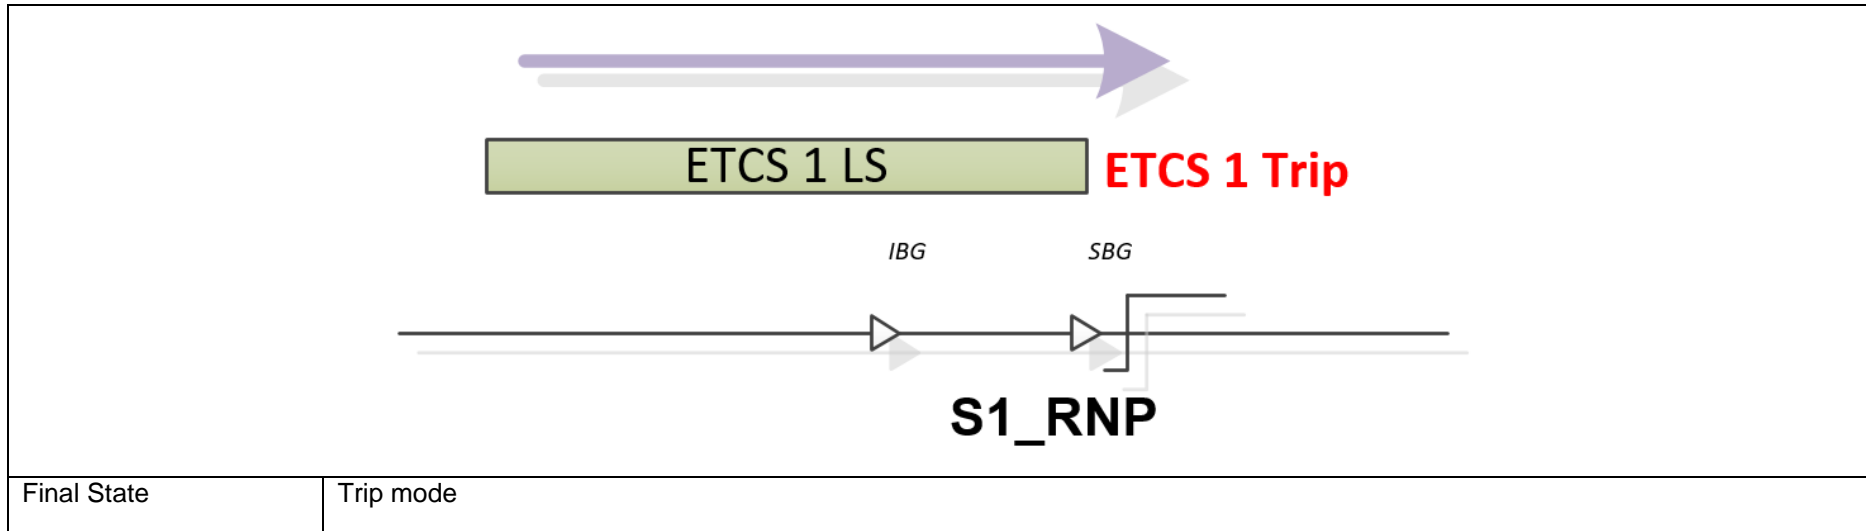 ETCS 1 LS
ETCS 1 Trip
IBG
SBG
S1_RNP
Final State
Trip mode